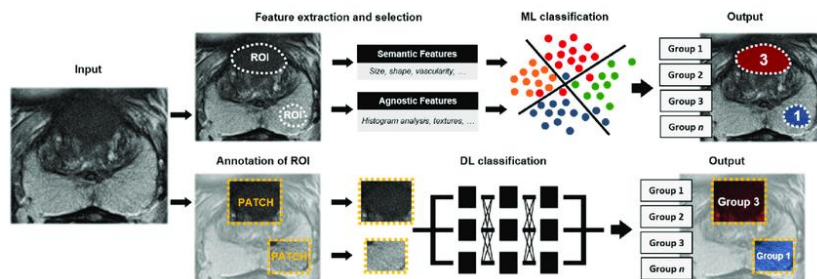 Feature extraction and selection
ML classification
Output
Input
ROI
ROI
Semantic Features
Size, shape, vascularity, ...
Agnostic Features
Histogram analysis, textures, ...
Group 1
Group 2
Group 3
Group n
3
1
Annotation of ROI
DL classification
Output
PATCH
PATCH
Group 1
Group 2
Group 3
Group n
Group 3
Group 1